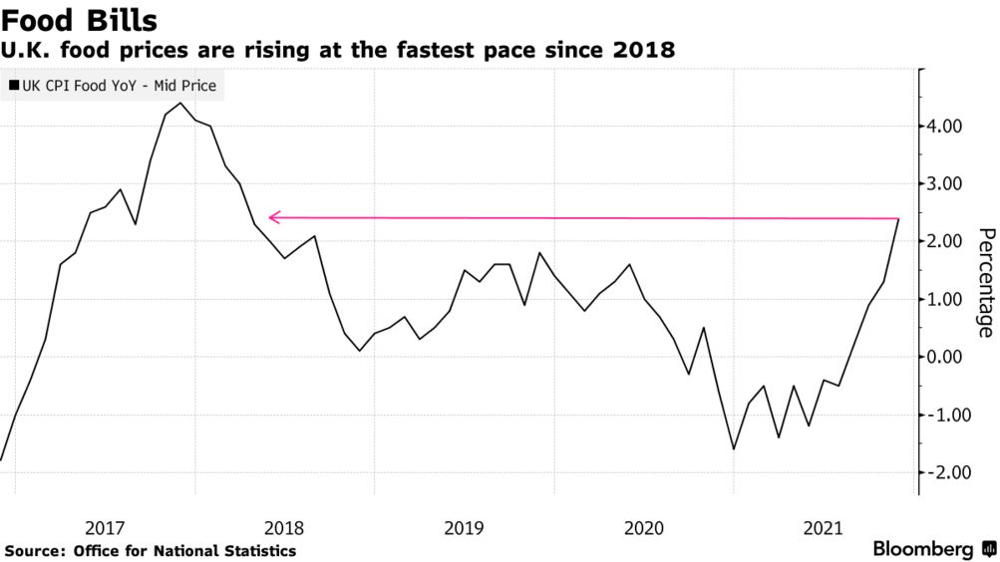 Food Bills
U.K. food prices are rising at the fastest pace since 2018
UK CPI Food YoY - Mid Price
4.00
3.00
2.00
1.00
0.00
-1.00
-2.00
Percentage
2017 2018 2019 2020 2021
Source: Office for National Statistics
Bloomberg